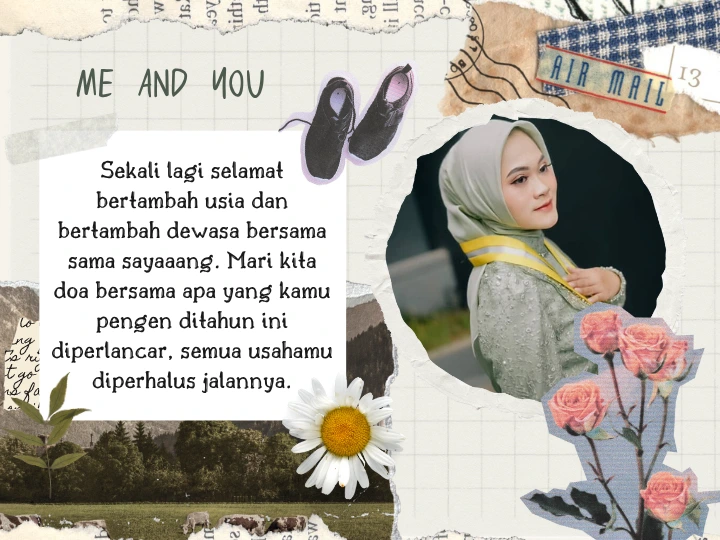 ME AND YOU
AIR MAIL
13
Sekali lagi selamat
bertambah usia dan
bertambah dewasa bersama
sama sayaaang. Mari kita
doa bersama apa yang kamu
pengen ditahun ini
diperlancar, semua usahamu
diperhalus jalannya.